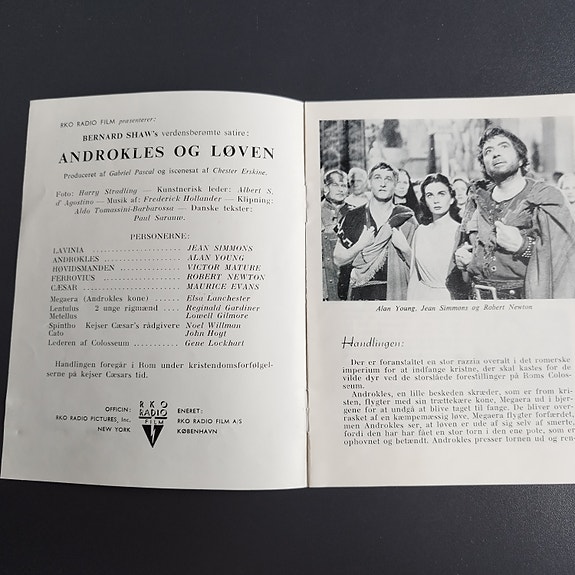 RKO RADIO FILM præsenterer:
BERNARD SHAW's verdensberømte satire:
ANDROKLES OG LØVEN
Produceret af Gabriel Pascal og iscenesat af Chester Erskine.
Foto: Harry Stradling — Kunstnerisk leder: Albert S.
d' Agostino — Musik af: Frederick Hollander — Klipning:
Aldo Tomassini-Barbarossa — Danske tekster:
Paul Sarauw.
PERSONERNE:
LAVINIA ........................ JEAN SIMMONS
ANDROKLES .................. ALAN YOUNG
HØVIDSMANDEN ............ VICTOR MATURE
FERROVIUS .................. ROBERT NEWTON
CÆSAR ........................ MAURICE EVANS
Megaera (Androkles kone) ...... Elsa Lanchester
Lentulus 2 unge rigmænd .... Reginald Gardiner
Metellus Lowell Gilmore
Spintho Kejser Cæsar's rådgivere Noel Willman
Cato John Hoyt
Lederen af Colosseum ........... Gene Lockhart
Handlingen foregår i Rom under kristendomsforfølgel-
serne på kejser Cæsars tid.
OFFICIN:
RKO RADIO PICTURES, Inc.
NEW YORK
RKO
RADIO
FILM
ENERET:
RKO RADIO FILM A/S
KØBENHAVN
Alan Young, Jean Simmons og Robert Newton
Handlingen:
Der er foranstaltet en stor razzia overalt i det romerske
imperium for at indfange kristne, der skal kastes for de
vilde dyr ved de storslåede forestillinger på Roms Colos-
seum.
Androkles, en lille beskeden skræder, som er from kri-
sten, flygter med sin trættekære kone, Megaera ud i bjer-
gene for at undgå at blive taget til fange. De bliver over-
rasket af en kæmpemæssig løve, Megaera flygter forfærdet,
men Androkles ser, at løven er ude af sig selv af smerte,
fordi den har har fået en stor torn i den ene pote, som er
ophovnet og betændt. Androkles presser tornen ud og ren-